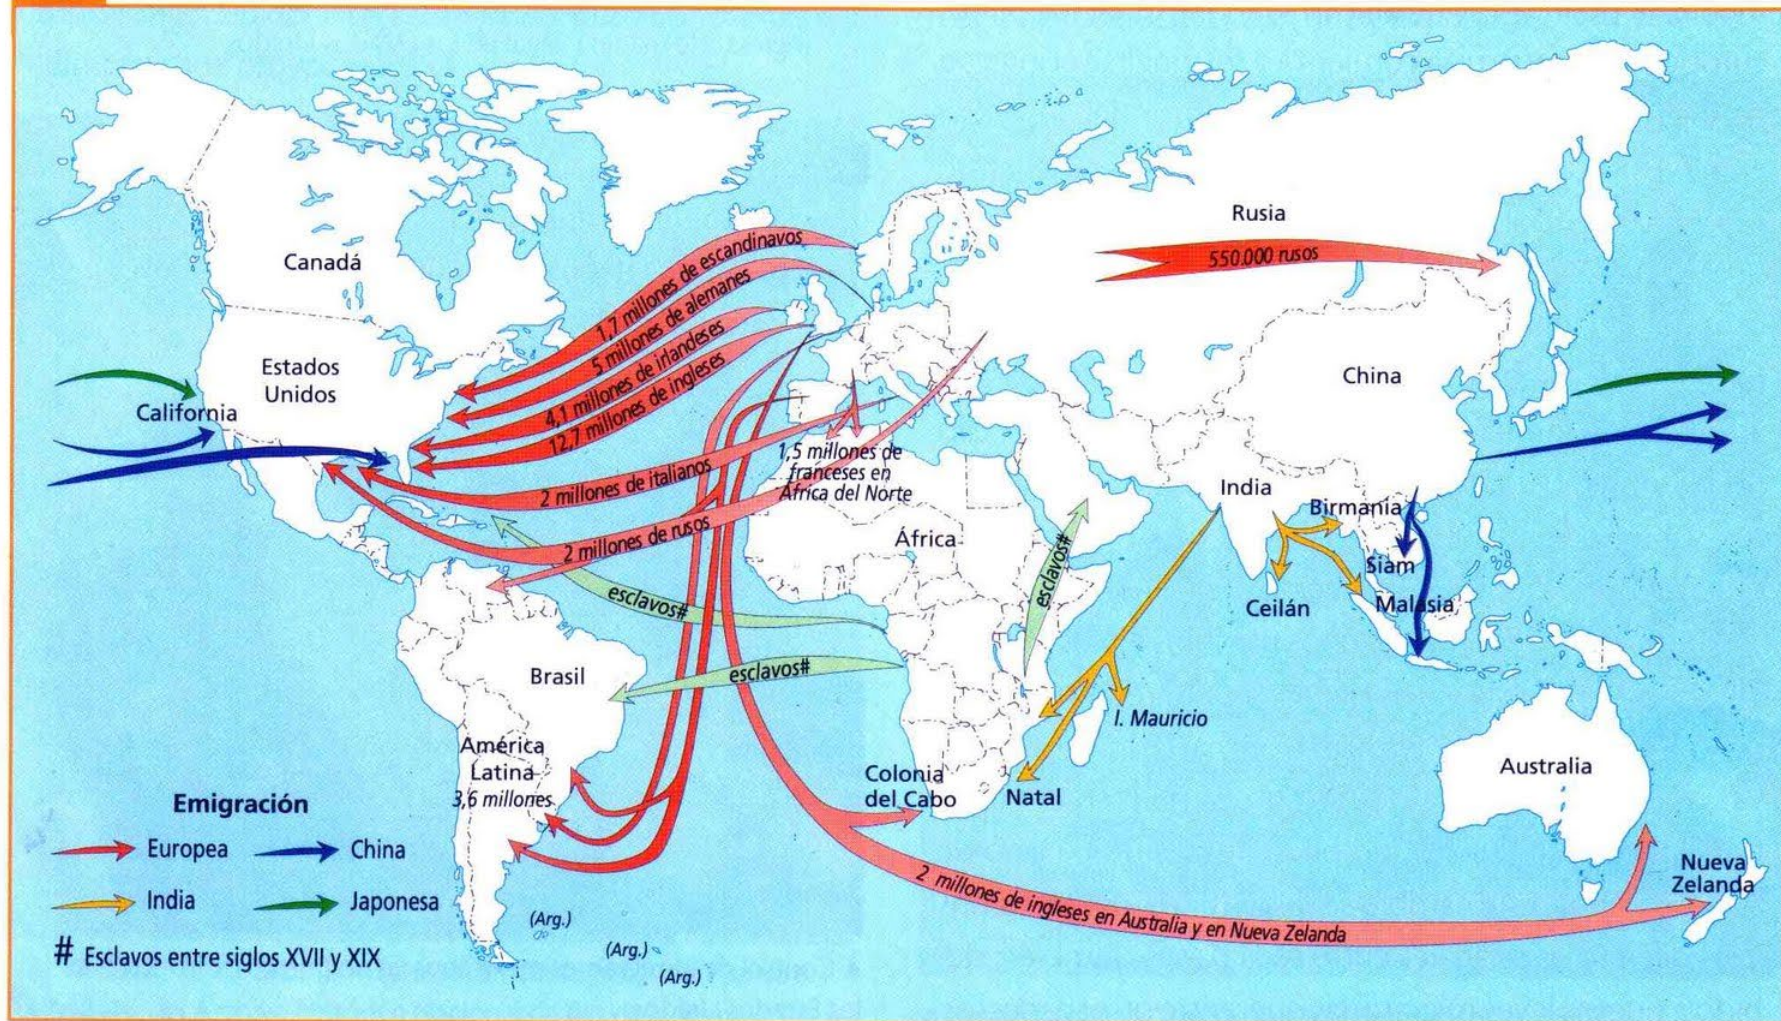 Rusia
550.000 rusos
Canadá
1,7 millones de escandinavos
5 millones de alemanes
4,1 millones de irlandeses
12,7 millones de ingleses
Estados
Unidos
California
China
2 millones de italianos
1,5 millones de
franceses en
África del Norte
India
Birmania
2 millones de rusos
África
esclavos#
Siam
esclavos#
Ceilán
Malasia
Brasil
esclavos#
I. Mauricio
América
Latina
3,6 millones
Colonia
del Cabo
Natal
Australia
Nueva
Zelanda
2 millones de ingleses en Australia y en Nueva Zelanda
Emigración
Europea
China
India
Japonesa
# Esclavos entre siglos XVII y XIX
(Arg.)
(Arg.)
(Arg.)